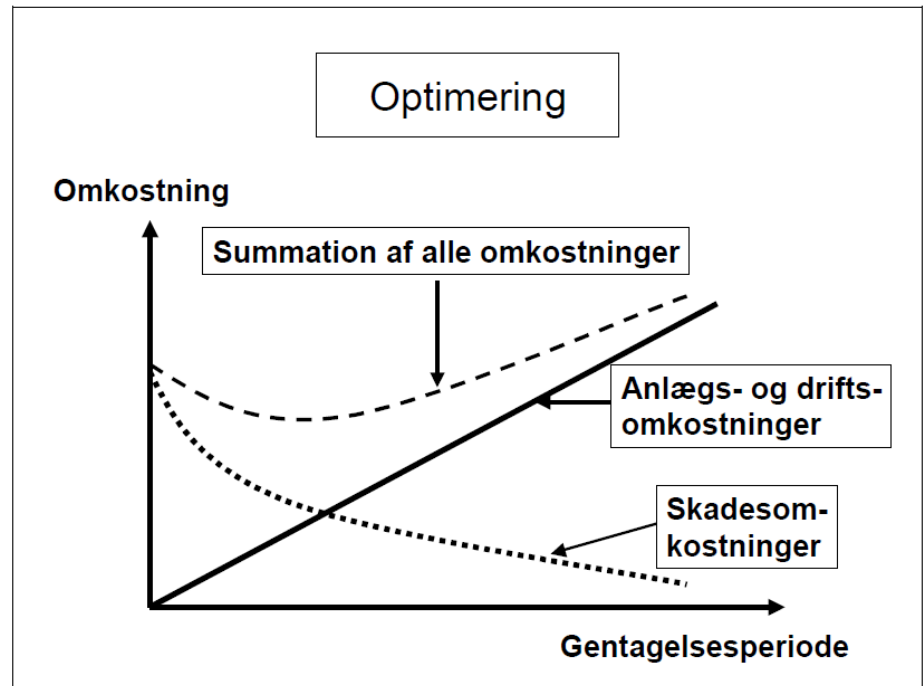 Optimering
Omkostning
Summation af alle omkostninger
Anlægs- og drifts-
omkostninger
Skadesom-
kostninger
Gentagelsesperiode